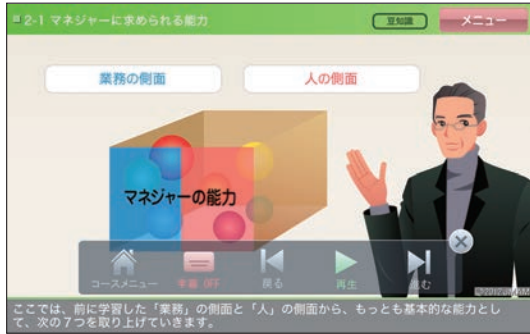 2-1 マネジャーに求められる能力
豆知識
メニュー
業務の側面
人の側面
マネジャーの能力
コースメニュー
字幕 OFF
戻る
再生
進む
ここでは、前に学習した「業務」の側面と「人」の側面から、もっとも基本的な能力とし
て、次の7つを取り上げていきます。